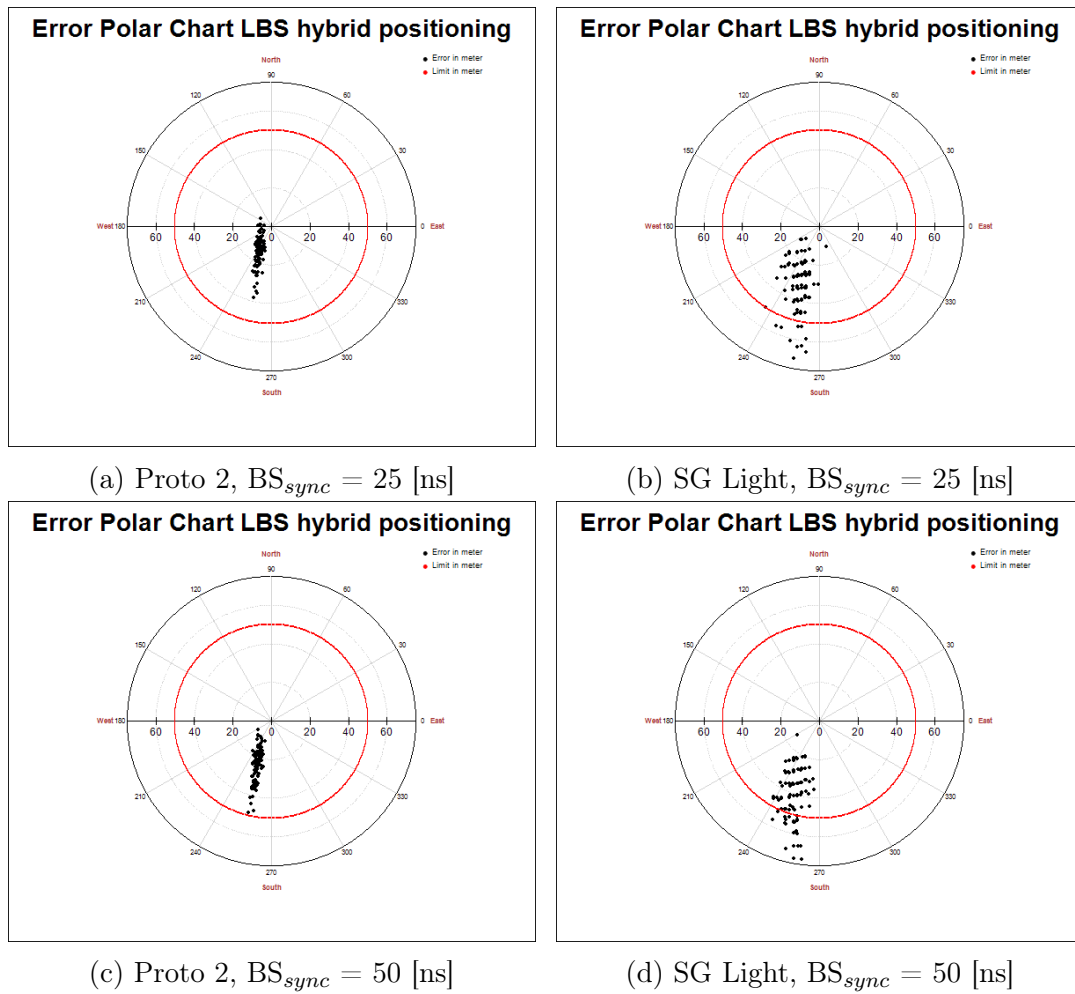 Error Polar Chart LBS hybrid positioning
Error in meter
Limit in meter
North
90
120 60
150 30
West 180 60 40 20 0 20 40 60 0 East
210 330
240 300
270
South
(a) Proto 2, BS_sync = 25 [ns]
Error Polar Chart LBS hybrid positioning
Error in meter
Limit in meter
North
90
120 60
150 30
West 180 60 40 20 0 20 40 60 0 East
210 330
240 300
270
South
(b) SG Light, BS_sync = 25 [ns]
Error Polar Chart LBS hybrid positioning
Error in meter
Limit in meter
North
90
120 60
150 30
West 180 60 40 20 0 20 40 60 0 East
210 330
240 300
270
South
(c) Proto 2, BS_sync = 50 [ns]
Error Polar Chart LBS hybrid positioning
Error in meter
Limit in meter
North
90
120 60
150 30
West 180 60 40 20 0 20 40 60 0 East
210 330
240 300
270
South
(d) SG Light, BS_sync = 50 [ns]